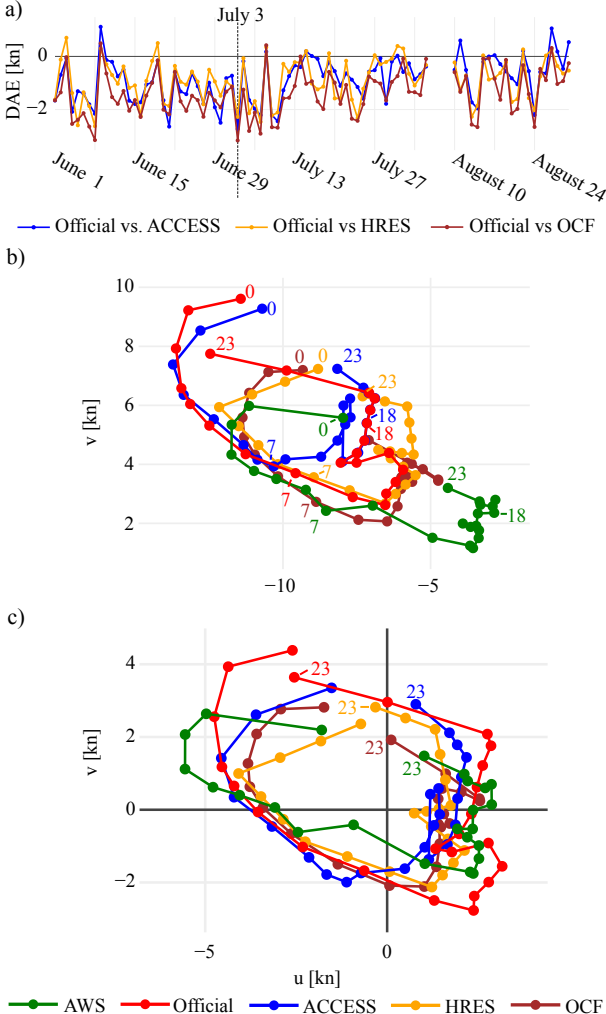 a)
July 3
DAE [kn]
0
−2
June 1
June 15
June 29
July 13
July 27
August 10
August 24
Official vs. ACCESS
Official vs HRES
Official vs OCF
b)
v [kn]
10
8
6
4
2
−10
−5
0
0
0
0
23
23
23
0
18
18
7
7
7
7
7
23
18
c)
v [kn]
4
2
0
−2
23
23
23
23
23
−5
0
u [kn]
AWS
Official
ACCESS
HRES
OCF